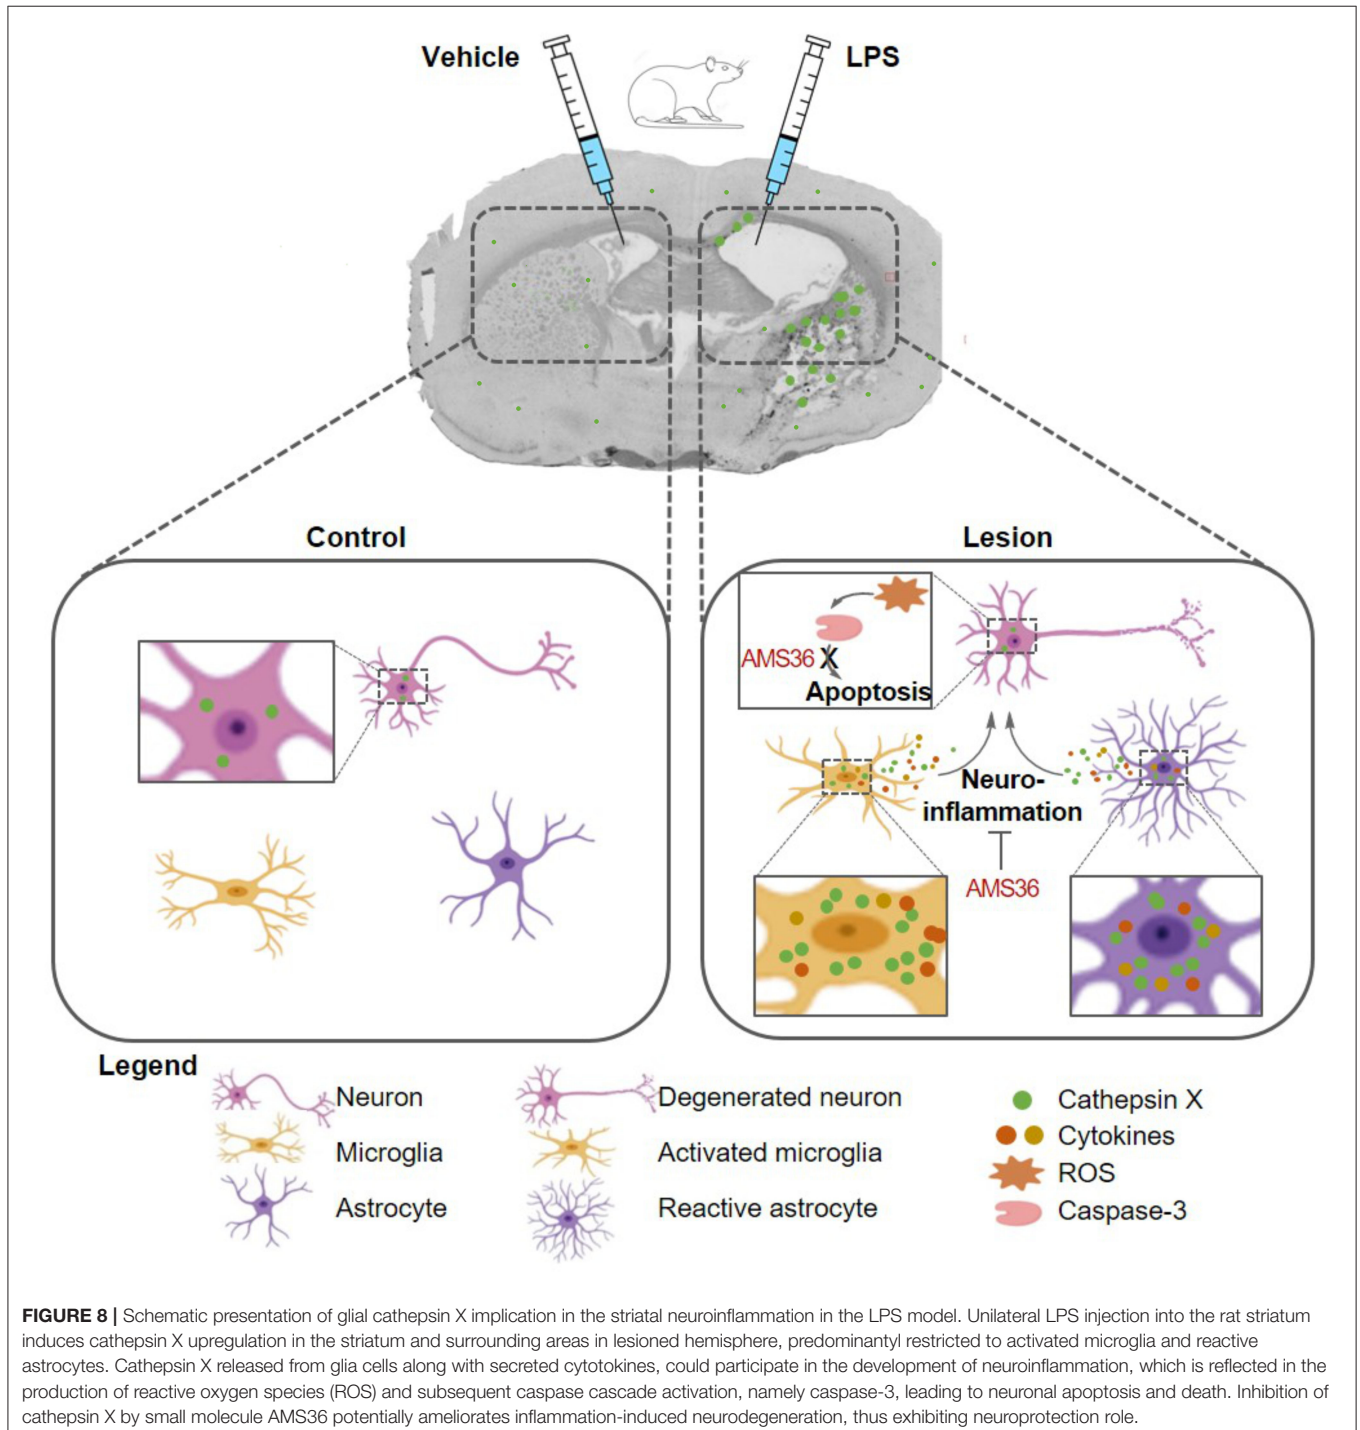 Vehicle
LPS
Control
Lesion
AMS36 X
Apoptosis
Neuro-
inflammation
AMS36
Legend
Neuron
Degenerated neuron
Cathepsin X
Microglia
Activated microglia
Cytokines
Astrocyte
Reactive astrocyte
ROS
Caspase-3
FIGURE 8 | Schematic presentation of glial cathepsin X implication in the striatal neuroinflammation in the LPS model. Unilateral LPS injection into the rat striatum
induces cathepsin X upregulation in the striatum and surrounding areas in lesioned hemisphere, predominantyl restricted to activated microglia and reactive
astrocytes. Cathepsin X released from glia cells along with secreted cytotokines, could participate in the development of neuroinflammation, which is reflected in the
production of reactive oxygen species (ROS) and subsequent caspase cascade activation, namely caspase-3, leading to neuronal apoptosis and death. Inhibition of
cathepsin X by small molecule AMS36 potentially ameliorates inflammation-induced neurodegeneration, thus exhibiting neuroprotection role.